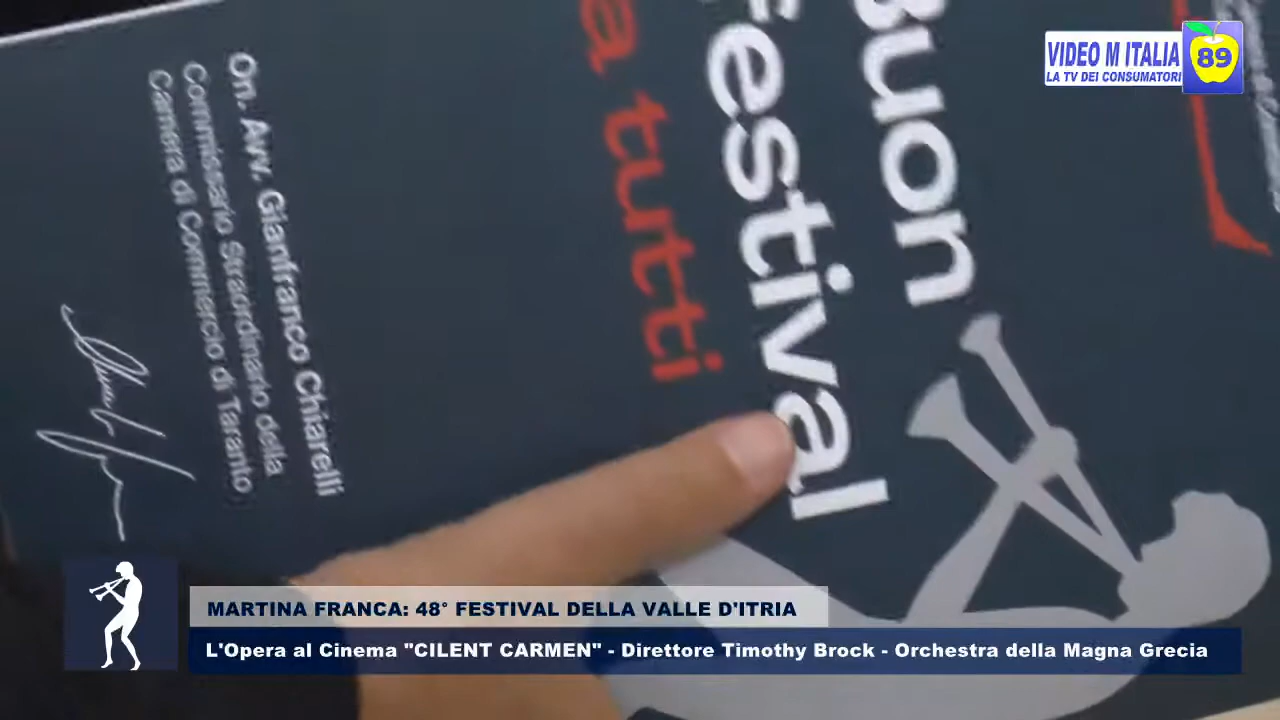 VIDEO M ITALIA
LA TV DEI CONSUMATORI
89
Buon
Festival
a tutti
On. Avv. Gianfranco Chiarelli
Commissario Straordinario della
Camera di Commercio di Taranto
MARTINA FRANCA: 48° FESTIVAL DELLA VALLE D'ITRIA
L'Opera al Cinema "CILENT CARMEN" - Direttore Timothy Brock - Orchestra della Magna Grecia